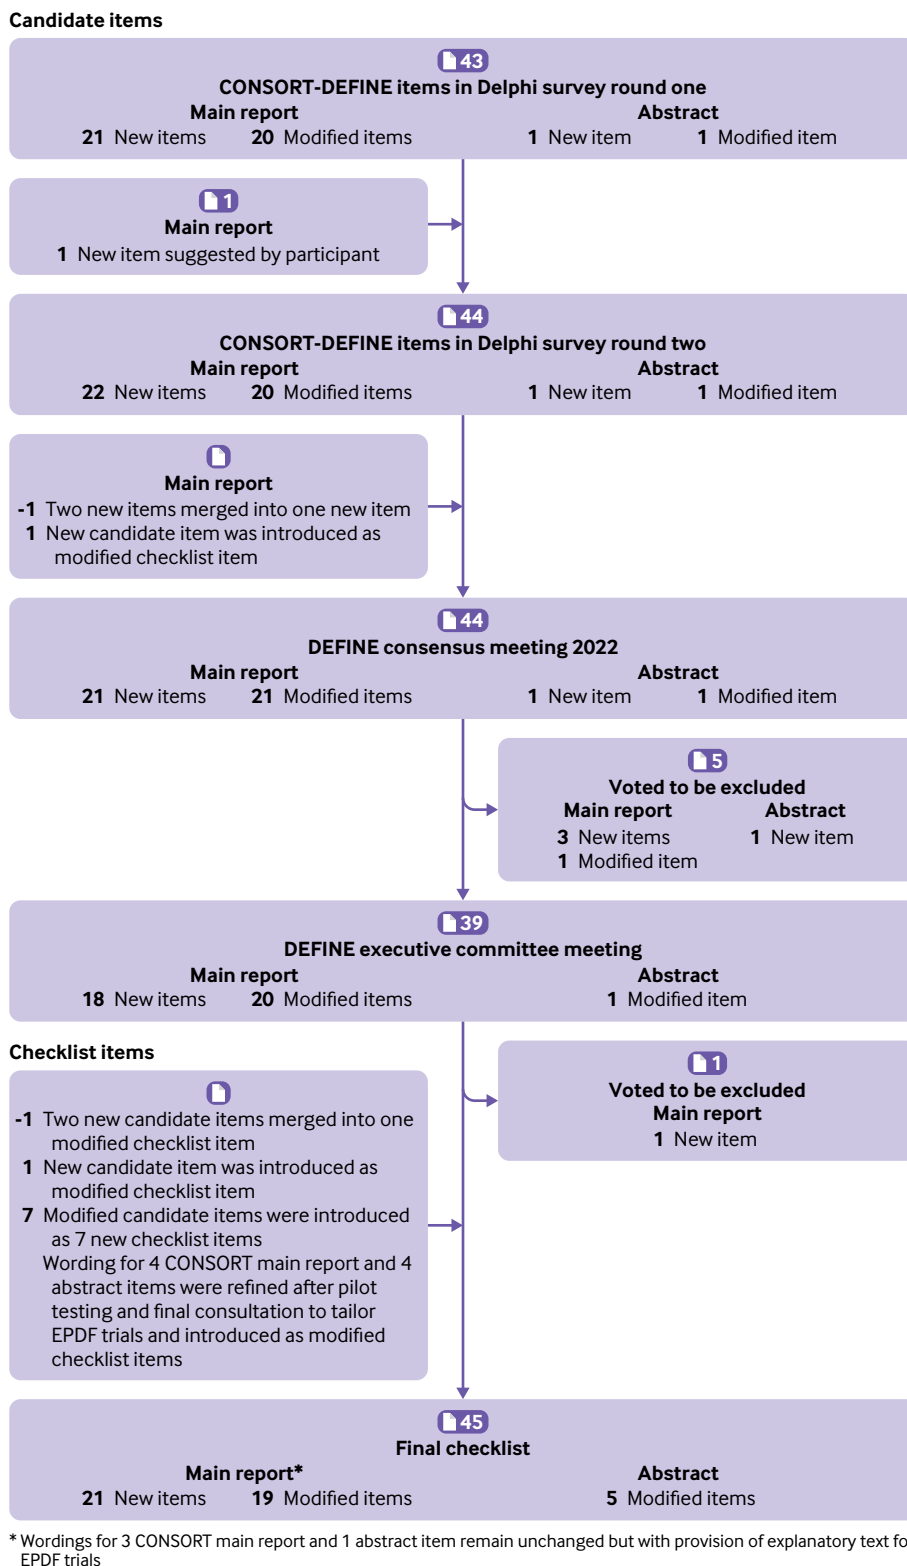 Candidate items
43
CONSORT-DEFINE items in Delphi survey round one
Main report Abstract
21 New items 20 Modified items 1 New item 1 Modified item
1
Main report
1 New item suggested by participant
44
CONSORT-DEFINE items in Delphi survey round two
Main report Abstract
22 New items 20 Modified items 1 New item 1 Modified item
Main report
-1 Two new items merged into one new item
1 New candidate item was introduced as
modified checklist item
44
DEFINE consensus meeting 2022
Main report Abstract
21 New items 21 Modified items 1 New item 1 Modified item
5
Voted to be excluded
Main report Abstract
3 New items 1 New item
1 Modified item
39
DEFINE executive committee meeting
Main report Abstract
18 New items 20 Modified items 1 Modified item
Checklist items
-1 Two new candidate items merged into one
modified checklist item
1 New candidate item was introduced as
modified checklist item
7 Modified candidate items were introduced
as 7 new checklist items
Wording for 4 CONSORT main report and 4
abstract items were refined after pilot
testing and final consultation to tailor
EPDF trials and introduced as modified
checklist items
1
Voted to be excluded
Main report
1 New item
45
Final checklist
Main report* Abstract
21 New items 19 Modified items 5 Modified items
* Wordings for 3 CONSORT main report and 1 abstract item remain unchanged but with provision of explanatory text fo
EPDF trials